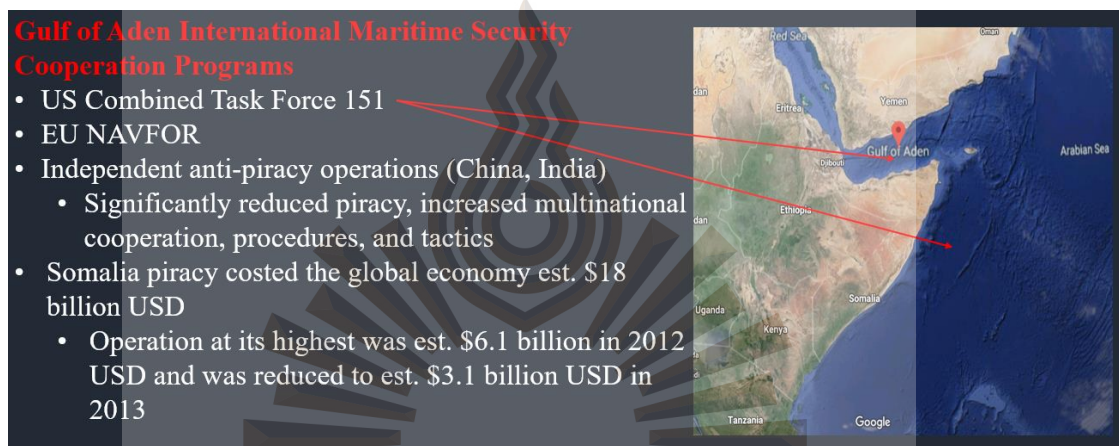 Gulf of Aden International Maritime Security
Cooperation Programs
• US Combined Task Force 151
• EU NAVFOR
• Independent anti-piracy operations (China, India)
• Significantly reduced piracy, increased multinational
cooperation, procedures, and tactics
• Somalia piracy costed the global economy est. $18
billion USD
• Operation at its highest was est. $6.1 billion in 2012
USD and was reduced to est. $3.1 billion USD in
2013
Oman
Red Sea
dan
Yemen
Eritrea
Gulf of Aden
Arabian Sea
Djibouti
Ethiopia
dan
Somalia
Uganda
Kenya
Tanzania
Google